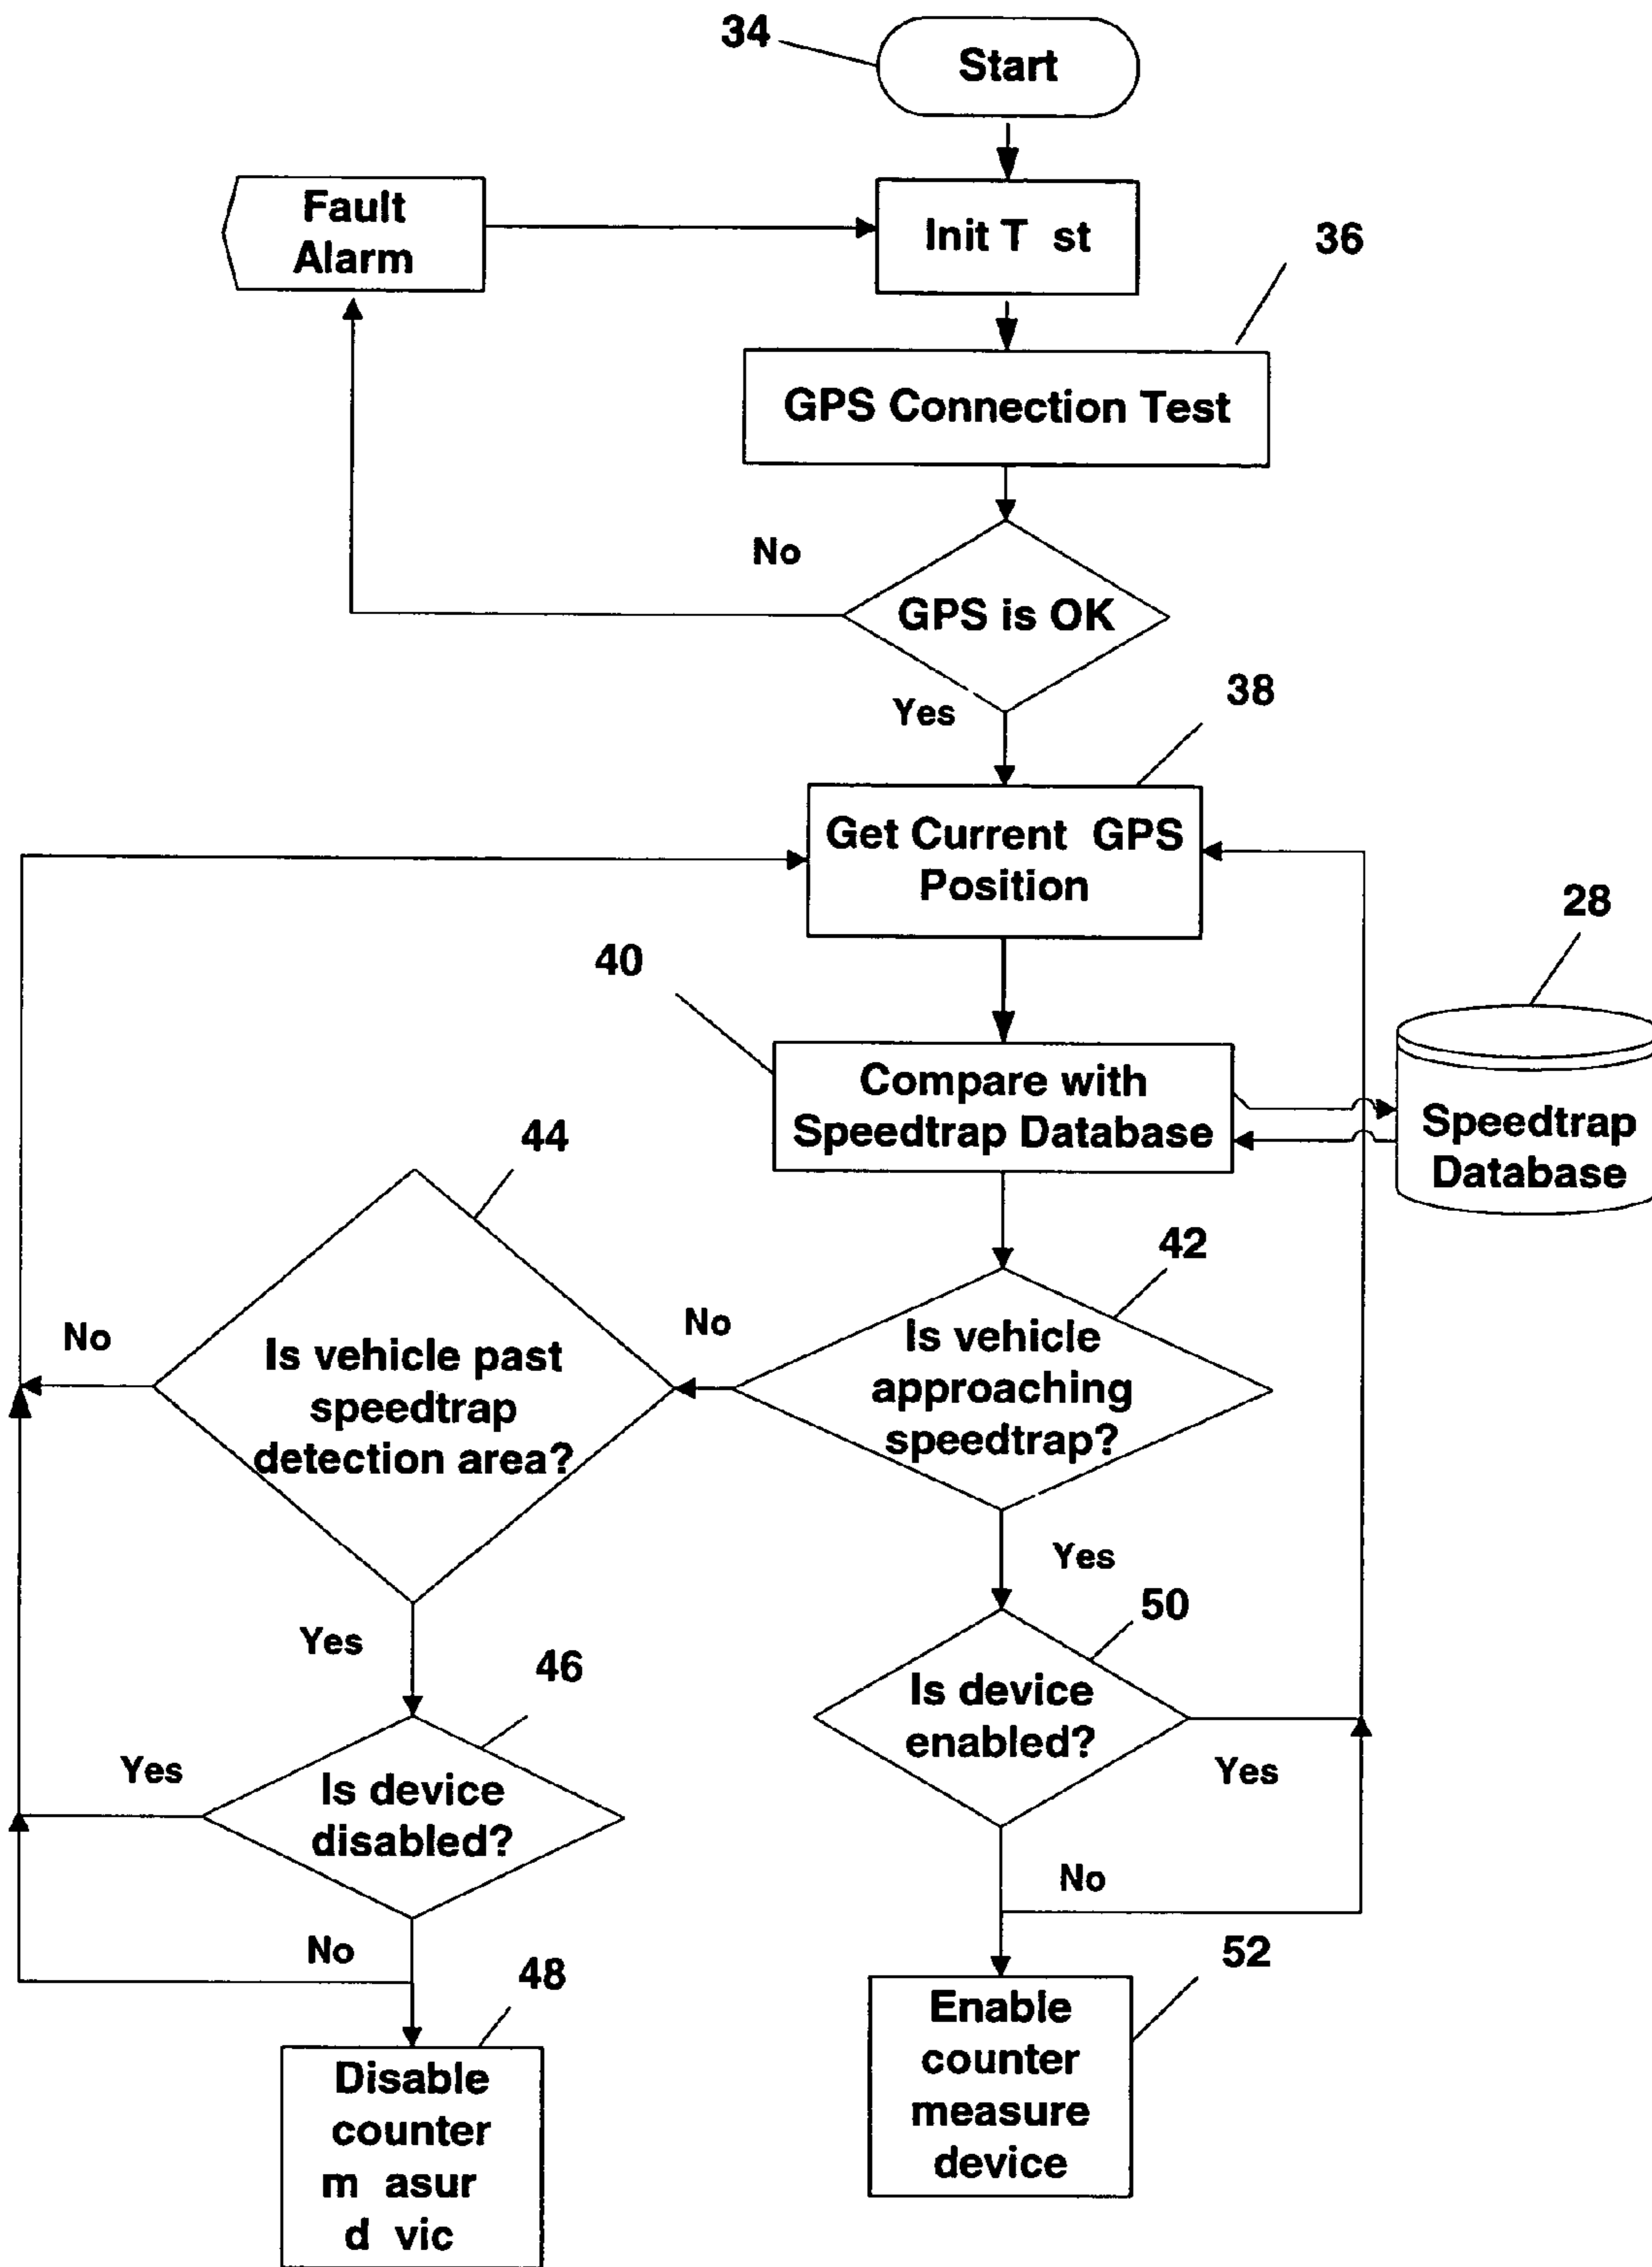 34
Start
Fault
Alarm
Init T st
36
GPS Connection Test
No
GPS is OK
Yes
38
Get Current GPS
Position
28
40
Compare with
Speedtrap Database
Speedtrap
Database
44
42
No
Is vehicle past
speedtrap
detection area?
No
Is vehicle
approaching
speedtrap?
Yes
50
Yes
46
Is device
enabled?
Yes
Yes
Is device
disabled?
No
No
48
52
Disable
counter
m asur
d vic
Enable
counter
measure
device